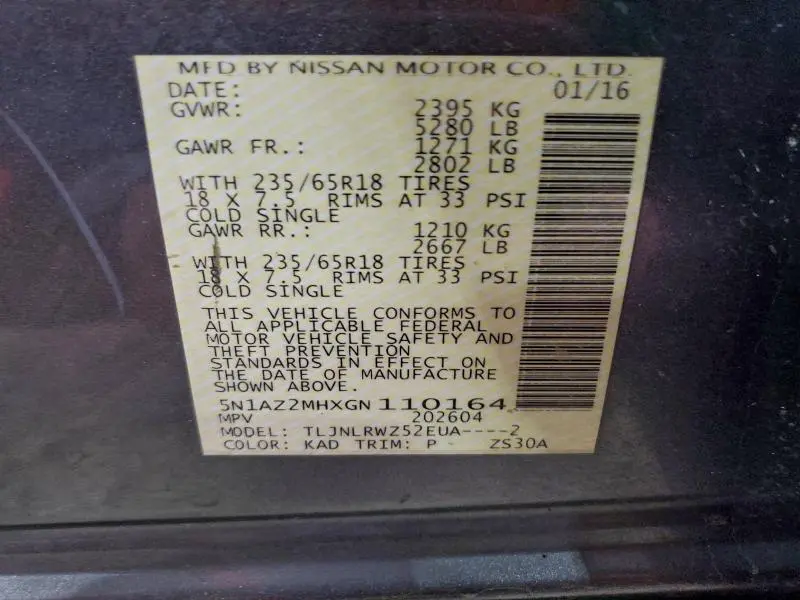 MFD BY NISSAN MOTOR CO., LTD.
DATE: 01/16
GVWR: 2395 KG
5280 LB
GAWR FR.: 1271 KG
2802 LB
WITH 235/65R18 TIRES
18 X 7.5 RIMS AT 33 PSI
COLD SINGLE
GAWR RR.: 1210 KG
2667 LB
WITH 235/65R18 TIRES
18 X 7.5 RIMS AT 33 PSI
COLD SINGLE
THIS VEHICLE CONFORMS TO
ALL APPLICABLE FEDERAL
MOTOR VEHICLE SAFETY AND
THEFT PREVENTION
STANDARDS IN EFFECT ON
THE DATE OF MANUFACTURE
SHOWN ABOVE.
5N1AZ2MHXGN 110164
MPV 202604
MODEL: TLJNLRWZ52EUA----2
COLOR: KAD TRIM: P - ZS30A